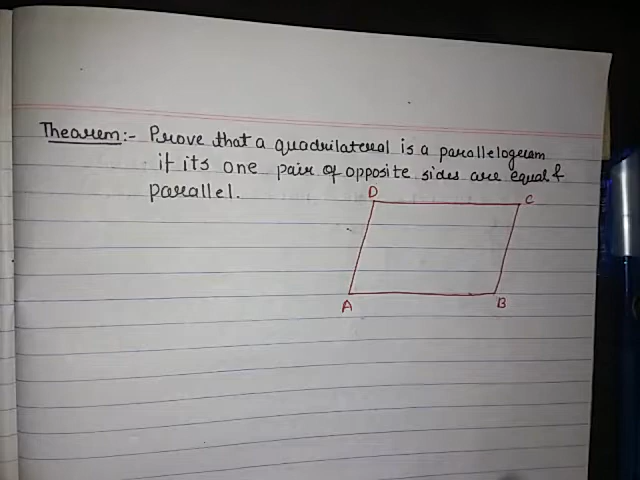 Theorem:- Prove that a quadrilateral is a parallelogram
if its one pair of opposite sides are equal &
parallel.
D C
A B